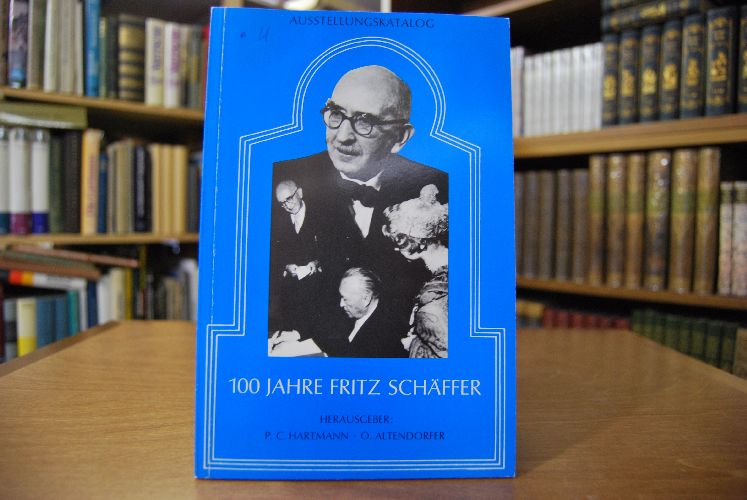 AUSSTELLUNGSKATALOG
100 JAHRE FRITZ SCHÄFFER
HERAUSGEBER:
P. C. HARTMANN · O. ALTENDORFER